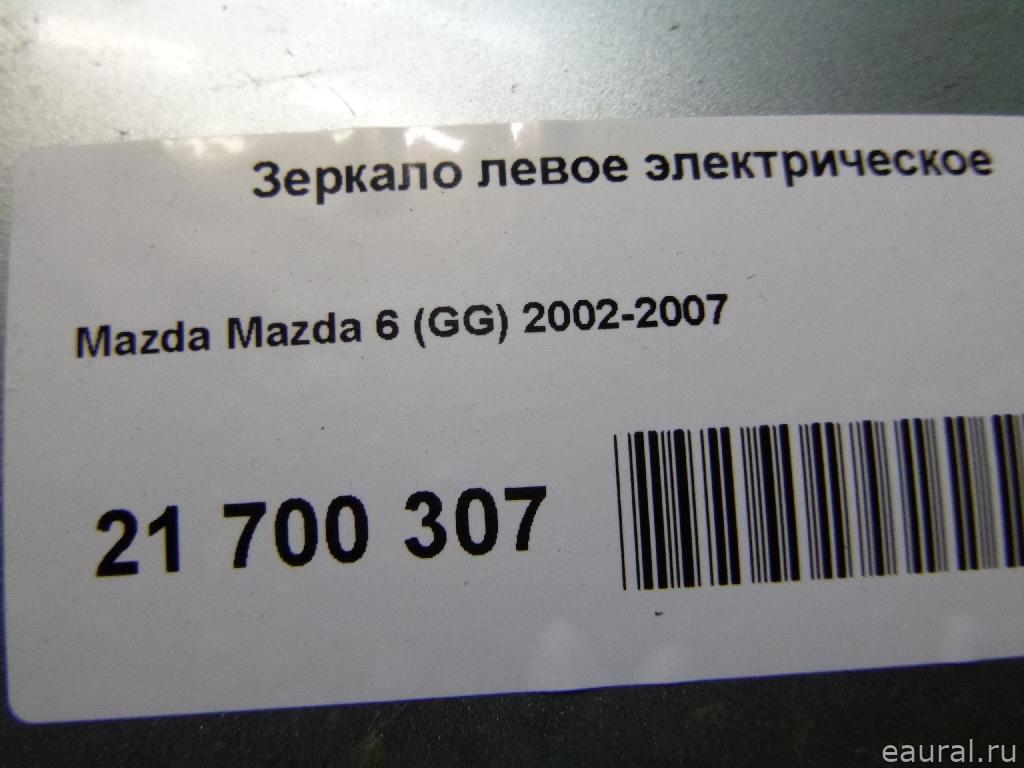 Зеркало левое электрическое
Mazda Mazda 6 (GG) 2002-2007
21 700 307
eaural.ru